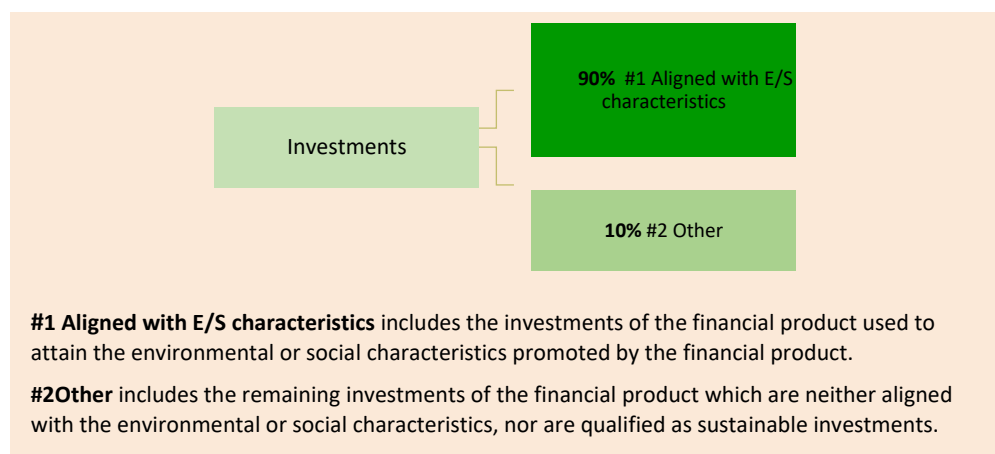 90% #1 Aligned with E/S
characteristics
Investments
10% #2 Other
#1 Aligned with E/S characteristics includes the investments of the financial product used to
attain the environmental or social characteristics promoted by the financial product.
#2Other includes the remaining investments of the financial product which are neither aligned
with the environmental or social characteristics, nor are qualified as sustainable investments.